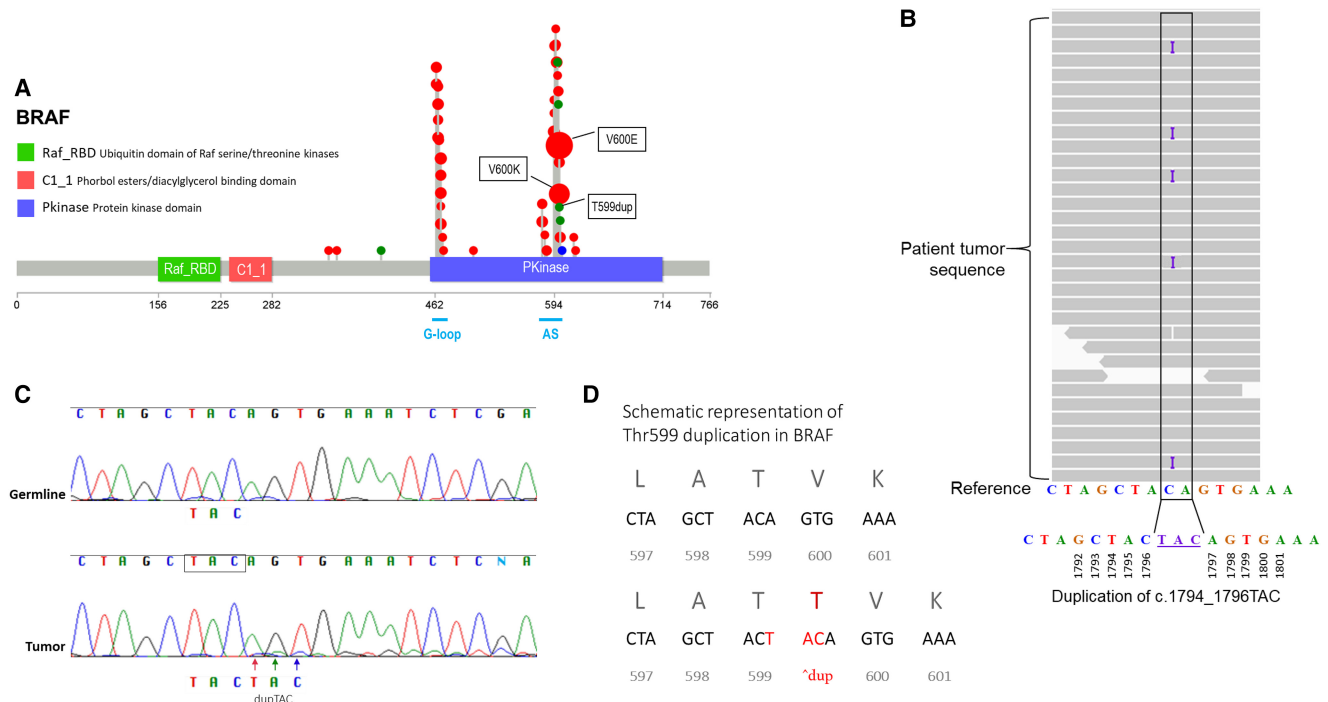 A
BRAF
Raf_RBD Ubiquitin domain of Raf serine/threonine kinases
C1_1 Phorbol esters/diacylglycerol binding domain
Pkinase Protein kinase domain
V600E
V600K
T599dup
Raf_RBD
C1_1
PKinase
0 156 225 282 462 594 714 766
G-loop AS
B
Patient tumor
sequence
Reference
C T A G C T A C A G T G A A A
C T A G C T A C T A C A G T G A A A
1792 1793 1794 1795 1796 1797 1798 1799 1800 1801
Duplication of c.1794_1796TAC
C
C T A G C T A C A G T G A A A T C T C G A
Germline
T A C
C T A G C T A C A G T G A A A T C T C N A
Tumor
T A C T A C
dupTAC
D
Schematic representation of
Thr599 duplication in BRAF
L A T V K
CTA GCT ACA GTG AAA
597 598 599 600 601
L A T T V K
CTA GCT ACT ACA GTG AAA
597 598 599 ^dup 600 601